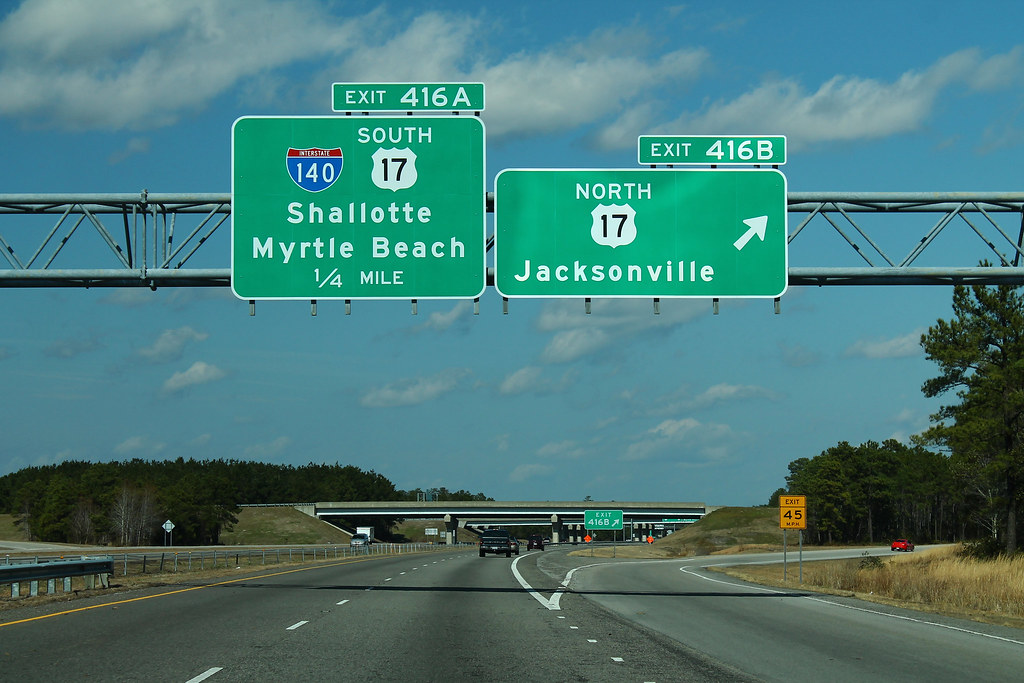 EXIT 416A
SOUTH
INTERSTATE
140
17
Shallotte
Myrtle Beach
1/4 MILE
EXIT 416B
NORTH
17
Jacksonville
EXIT
416B
EXIT
45
M.P.H.